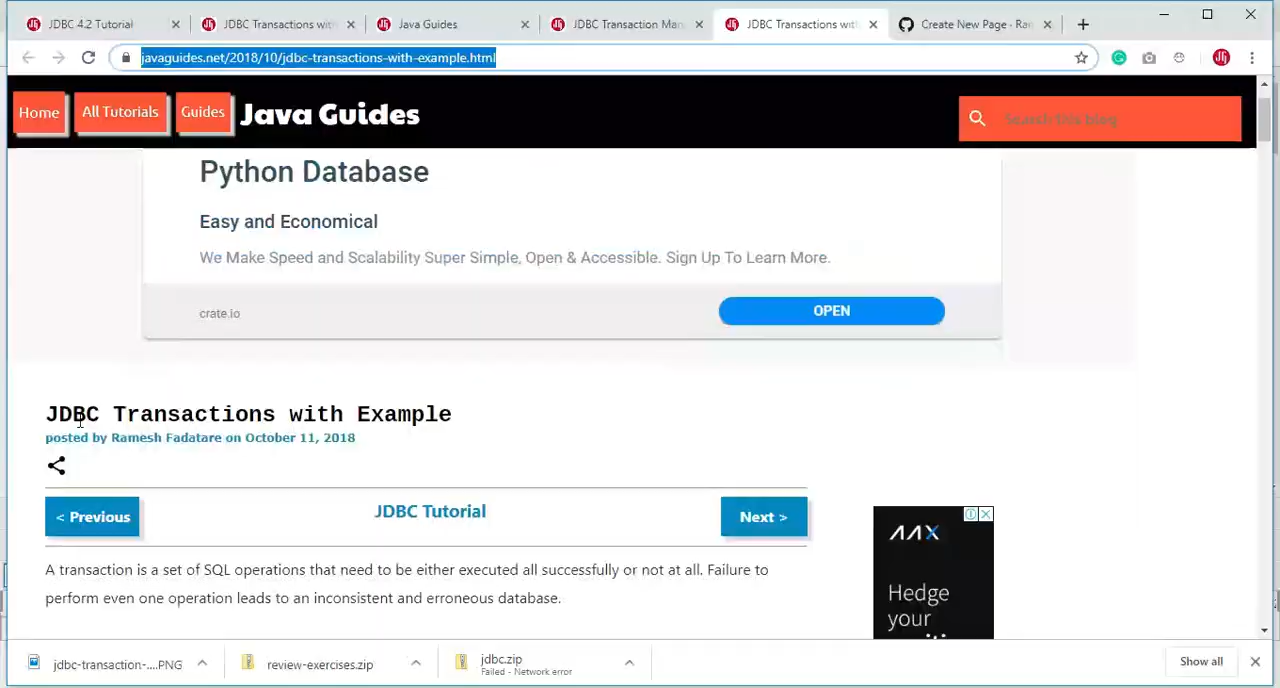 JDBC 4.2 Tutorial
JDBC Transactions with
Java Guides
JDBC Transaction Man
JDBC Transactions with
Create New Page - Ra
javaguides.net/2018/10/jdbc-transactions-with-example.html
Home
All Tutorials
Guides
Java Guides
Search this blog
Python Database
Easy and Economical
We Make Speed and Scalability Super Simple, Open & Accessible. Sign Up To Learn More.
crate.io
OPEN
JDBC Transactions with Example
posted by Ramesh Fadatare on October 11, 2018
< Previous
JDBC Tutorial
Next >
A transaction is a set of SQL operations that need to be either executed all successfully or not at all. Failure to
perform even one operation leads to an inconsistent and erroneous database.
AAX
Hedge
your
jdbc-transaction-....PNG
review-exercises.zip
jdbc.zip
Failed - Network error
Show all